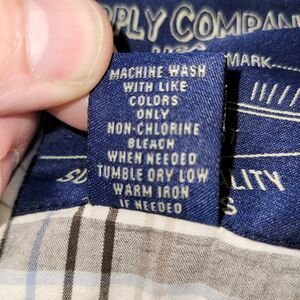 PPLY COMPAN
MARK
MACHINE WASH
WITH LIKE
COLORS
ONLY
NON-CHLORINE
BLEACH
WHEN NEEDED
TUMBLE DRY LOW
WARM IRON
IF NEEDED
LITY